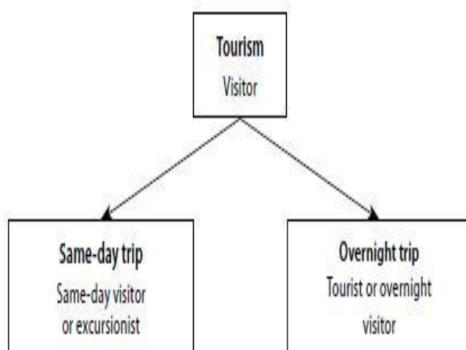 Tourism
Visitor
Same-day trip
Same-day visitor
or excursionist
Overnight trip
Tourist or overnight
visitor